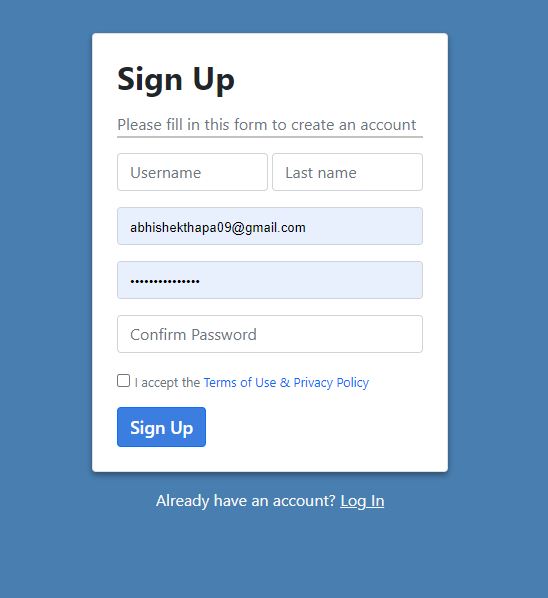 Sign Up
Please fill in this form to create an account
Username Last name
abhishekthapa09@gmail.com
•••••••••••••••
Confirm Password
I accept the Terms of Use & Privacy Policy
Sign Up
Already have an account? Log In